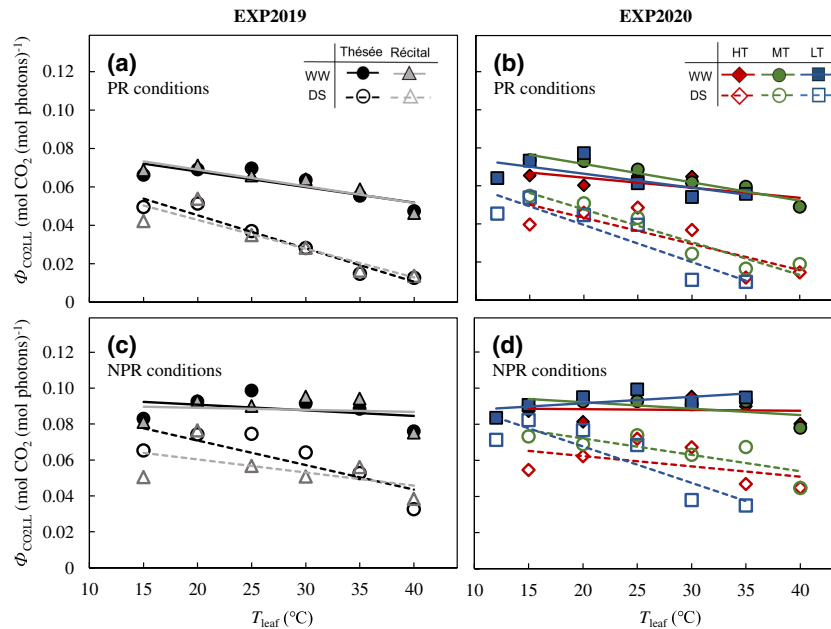 EXP2019
EXP2020
(a)
PR conditions
Thésée Récital
WW
DS
(b)
PR conditions
HT MT LT
WW
DS
Φ_CO2LL (mol CO₂ (mol photons)⁻¹)
0.12
0.10
0.08
0.06
0.04
0.02
0
(c)
NPR conditions
(d)
NPR conditions
Φ_CO2LL (mol CO₂ (mol photons)⁻¹)
0.12
0.10
0.08
0.06
0.04
0.02
0
10 15 20 25 30 35 40
10 15 20 25 30 35 40
T_leaf (°C)
T_leaf (°C)